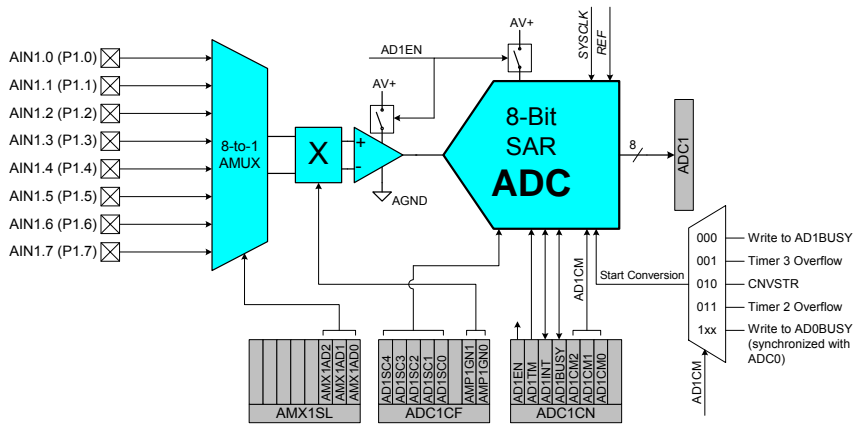 AV+
AD1EN
SYSCLK
REF
AIN1.0 (P1.0)
AIN1.1 (P1.1)
AIN1.2 (P1.2)
AIN1.3 (P1.3)
AIN1.4 (P1.4)
AIN1.5 (P1.5)
AIN1.6 (P1.6)
AIN1.7 (P1.7)
8-to-1
AMUX
X
AV+
+
-
AGND
8-Bit
SAR
ADC
8
ADC1
Start Conversion
000
Write to AD1BUSY
001
Timer 3 Overflow
010
CNVSTR
011
Timer 2 Overflow
1xx
Write to AD0BUSY
(synchronized with
ADC0)
AD1CM
AD1CM
AMX1AD2
AMX1AD1
AMX1AD0
AMX1SL
AD1SC4
AD1SC3
AD1SC2
AD1SC1
AD1SC0
AMP1GN1
AMP1GN0
ADC1CF
AD1EN
AD1TM
AD1INT
AD1BUSY
AD1CM2
AD1CM1
AD1CM0
ADC1CN